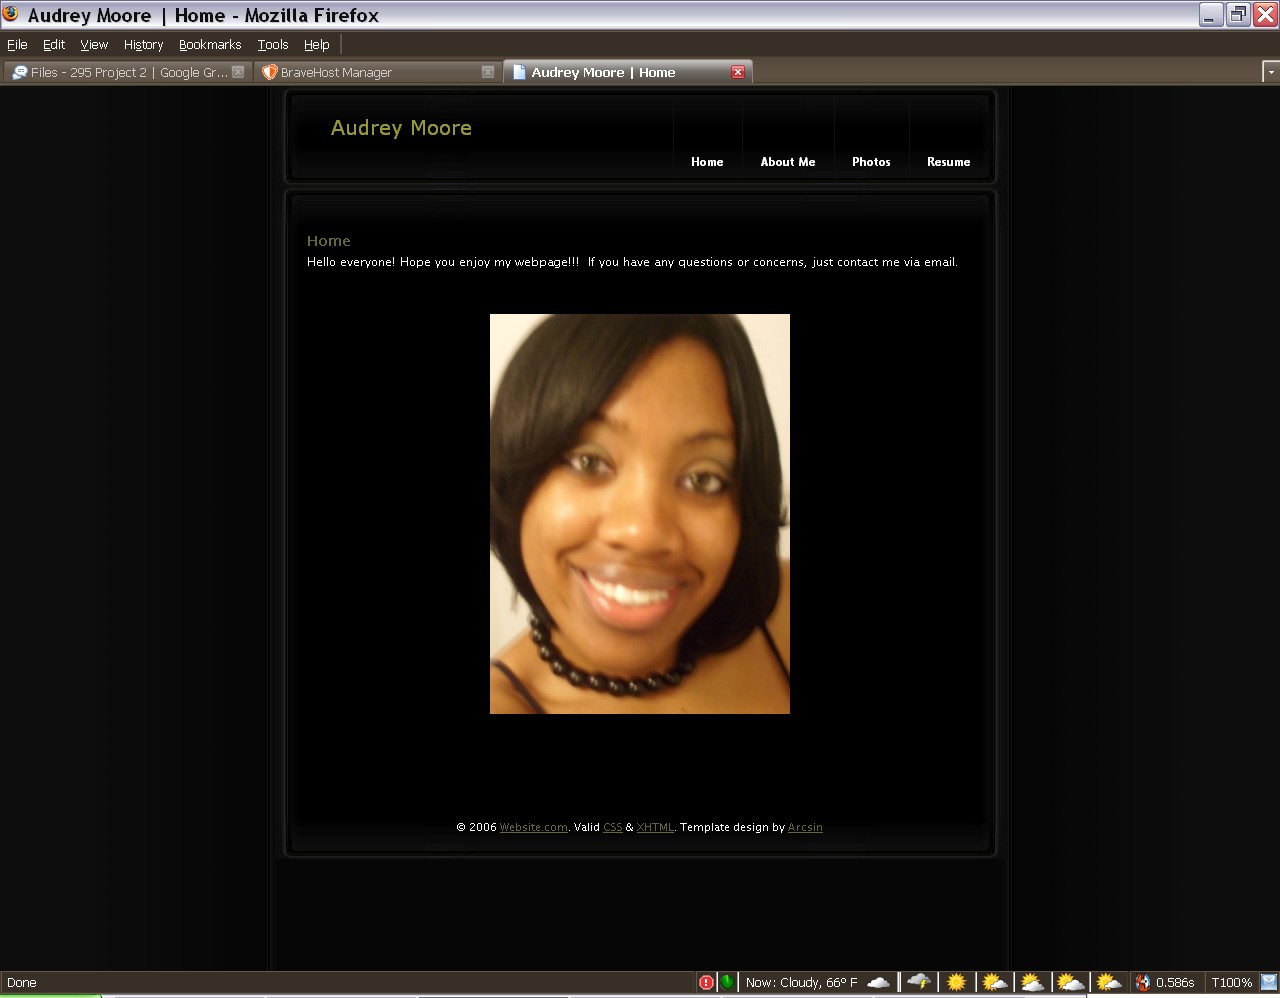 Audrey Moore | Home - Mozilla Firefox
File Edit View History Bookmarks Tools Help
Files - 295 Project 2 | Google Gr... BraveHost Manager Audrey Moore | Home
Audrey Moore
Home About Me Photos Resume
Home
Hello everyone! Hope you enjoy my webpage!!! If you have any questions or concerns, just contact me via email.
© 2006 Website.com. Valid CSS & XHTML. Template design by Arcsin
Done Now: Cloudy, 66° F 0.586s T100%